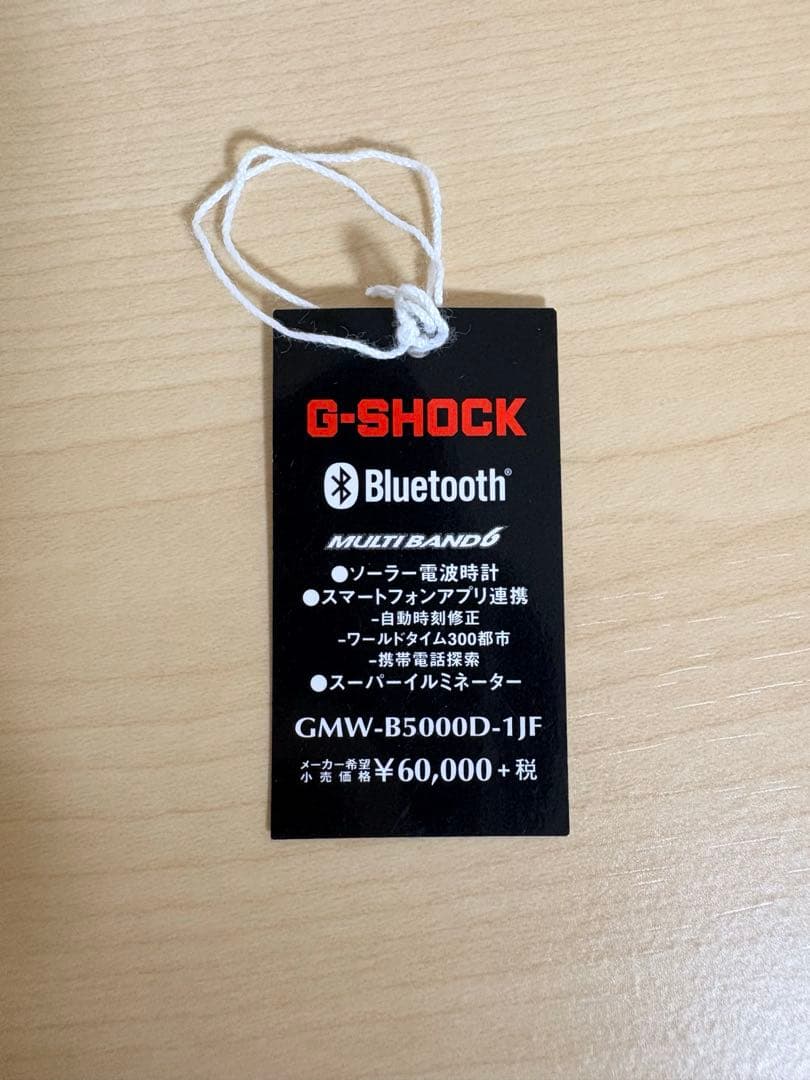 G-SHOCK
Bluetooth®
MULTI BAND 6
●ソーラー電波時計
●スマートフォンアプリ連携
-自動時刻修正
-ワールドタイム300都市
-携帯電話探索
●スーパーイルミネーター
GMW-B5000D-1JF
メーカー希望小売価格 ¥60,000+税